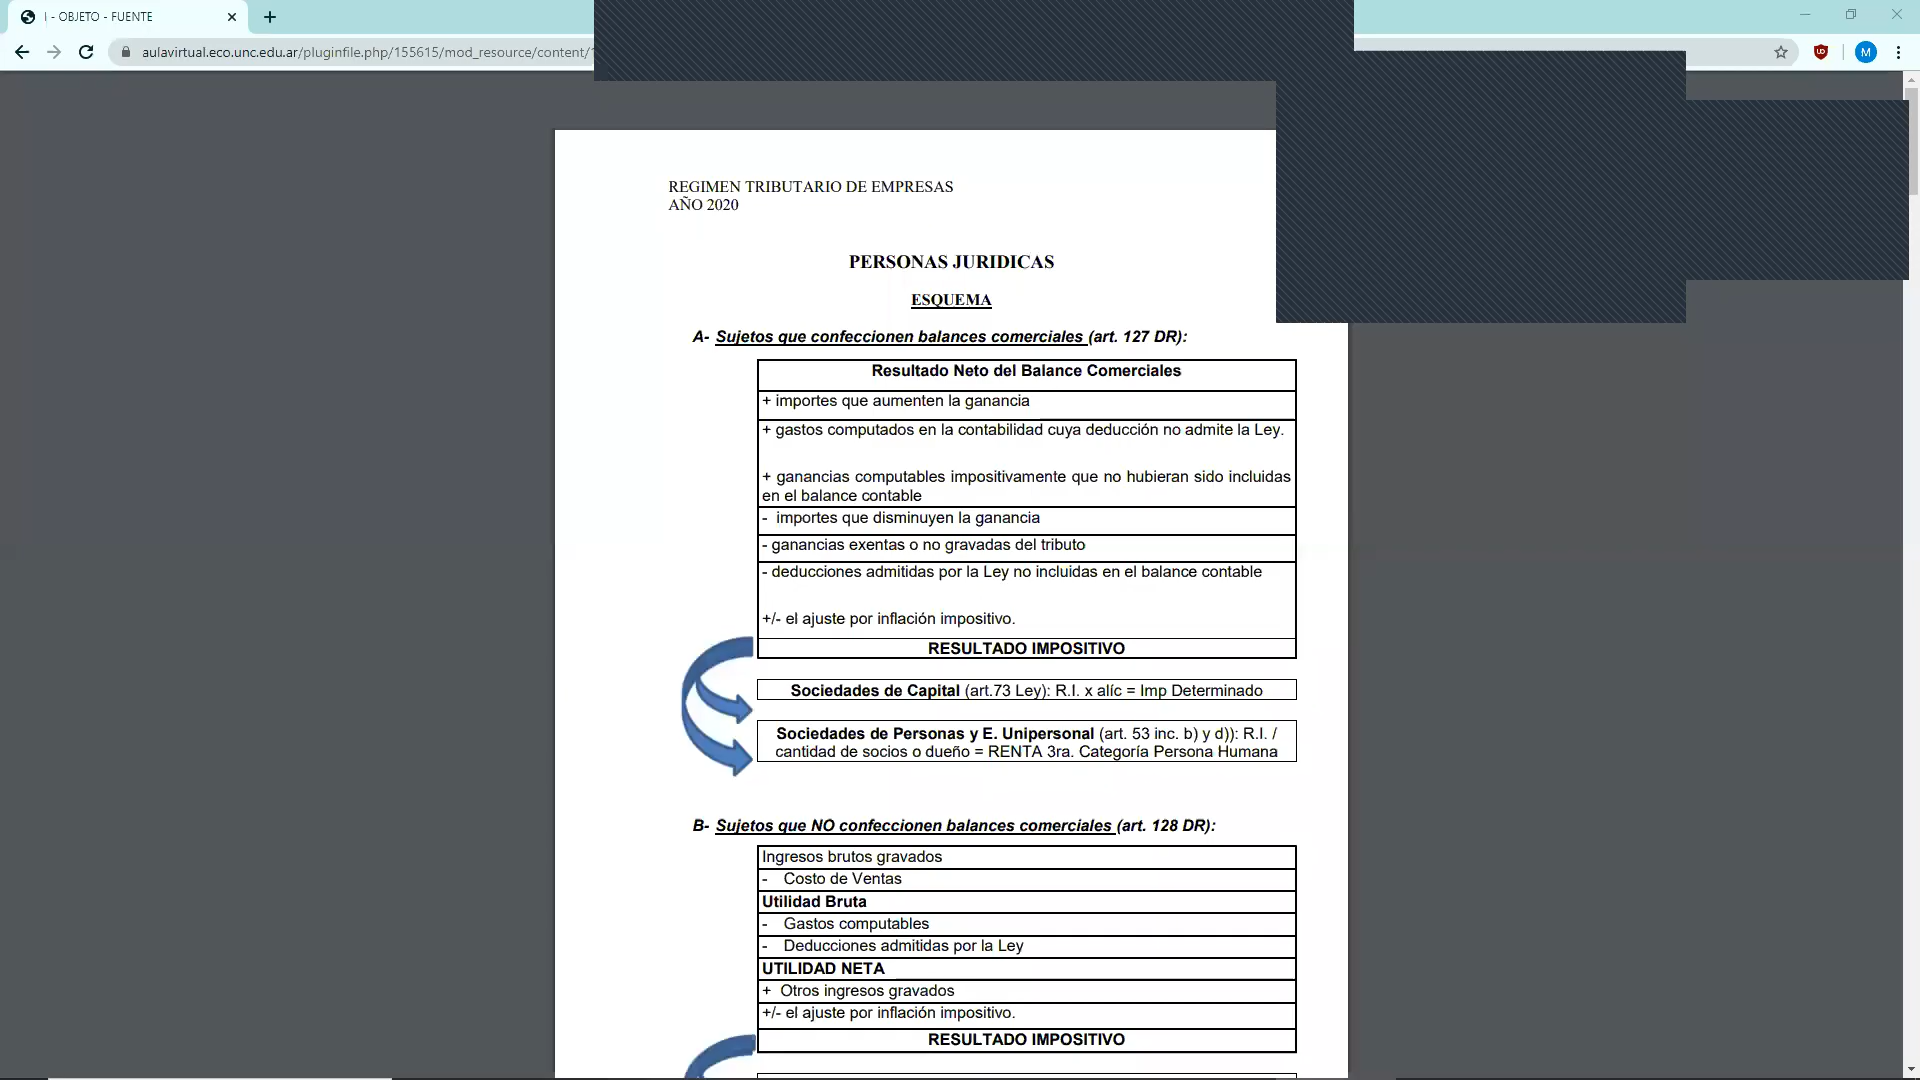 I - OBJETO - FUENTE
aulavirtual.eco.unc.edu.ar/pluginfile.php/155615/mod_resource/content/
M
REGIMEN TRIBUTARIO DE EMPRESAS
AÑO 2020
PERSONAS JURIDICAS
ESQUEMA
A- Sujetos que confeccionen balances comerciales (art. 127 DR):
Resultado Neto del Balance Comerciales
+ importes que aumenten la ganancia
+ gastos computados en la contabilidad cuya deducción no admite la Ley.
+ ganancias computables impositivamente que no hubieran sido incluidas
en el balance contable
- importes que disminuyen la ganancia
- ganancias exentas o no gravadas del tributo
- deducciones admitidas por la Ley no incluidas en el balance contable
+/- el ajuste por inflación impositivo.
RESULTADO IMPOSITIVO
Sociedades de Capital (art.73 Ley): R.I. x alíc = Imp Determinado
Sociedades de Personas y E. Unipersonal (art. 53 inc. b) y d)): R.I. /
cantidad de socios o dueño = RENTA 3ra. Categoría Persona Humana
B- Sujetos que NO confeccionen balances comerciales (art. 128 DR):
Ingresos brutos gravados
- Costo de Ventas
Utilidad Bruta
- Gastos computables
- Deducciones admitidas por la Ley
UTILIDAD NETA
+ Otros ingresos gravados
+/- el ajuste por inflación impositivo.
RESULTADO IMPOSITIVO